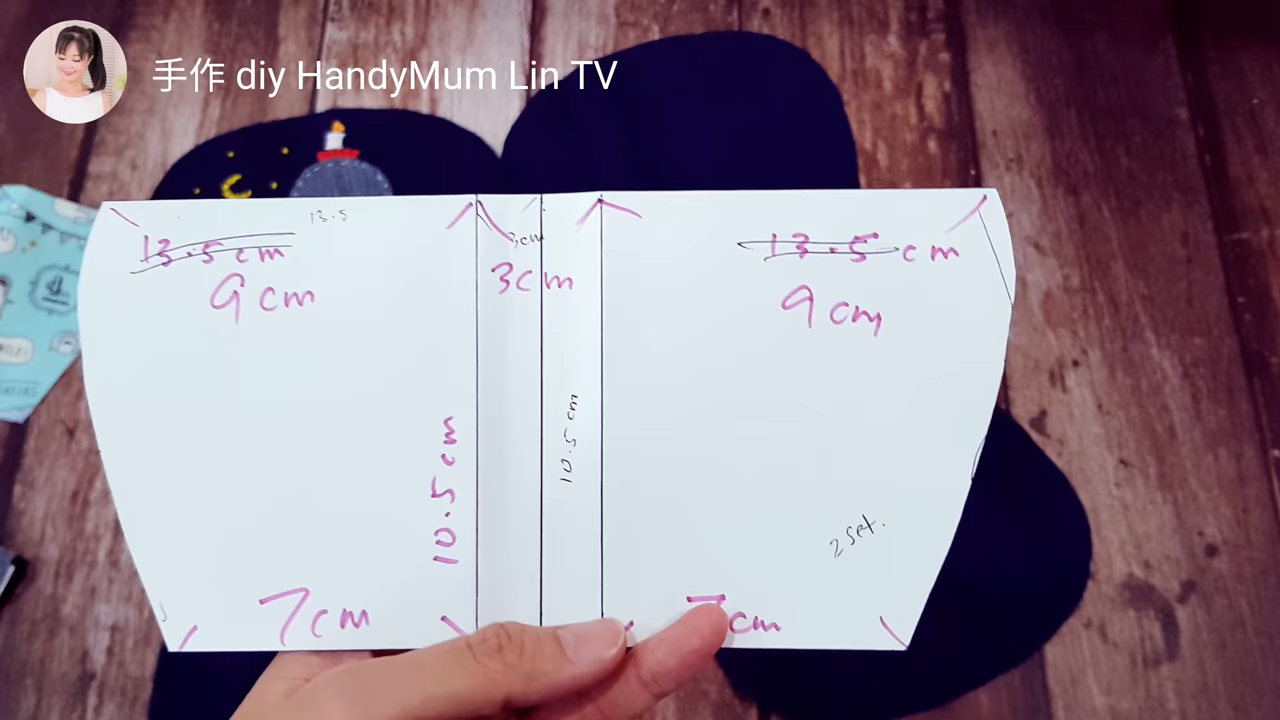 手作 diy HandyMum Lin TV
13.5
13.5 cm
9 cm
3cm
3cm
13.5 cm
9 cm
10.5 cm
10.5 cm
2 set.
7 cm
7 cm